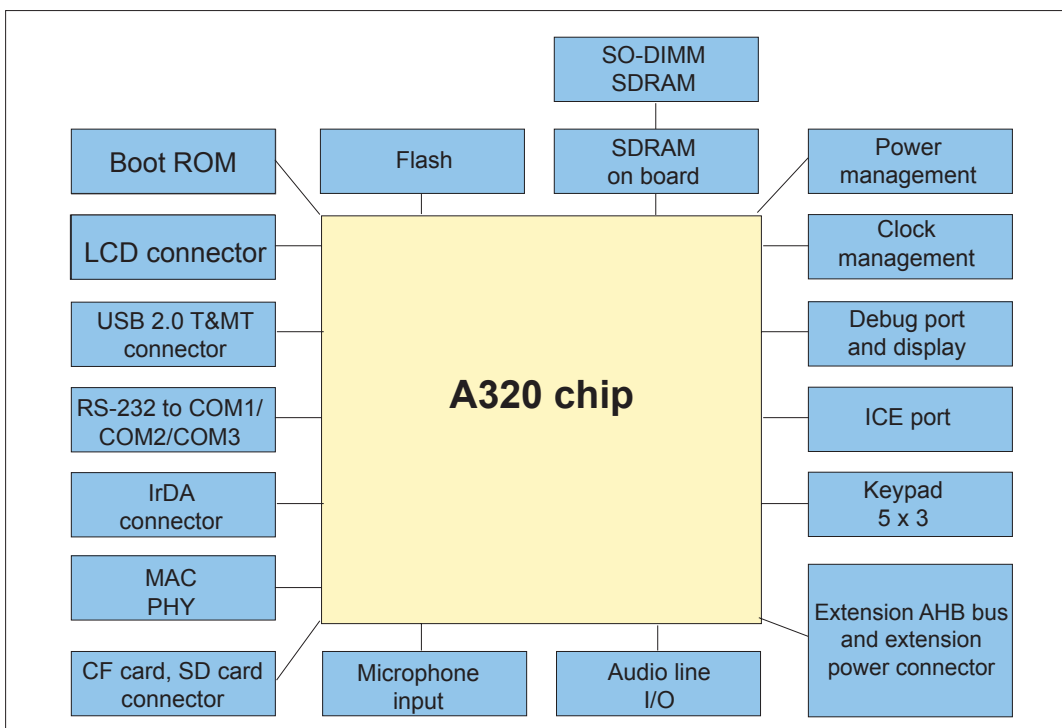 SO-DIMM
SDRAM
Boot ROM
Flash
SDRAM
on board
Power
management
LCD connector
Clock
management
USB 2.0 T&MT
connector
Debug port
and display
A320 chip
RS-232 to COM1/
COM2/COM3
ICE port
IrDA
connector
Keypad
5 x 3
MAC
PHY
Extension AHB bus
and extension
power connector
CF card, SD card
connector
Microphone
input
Audio line
I/O